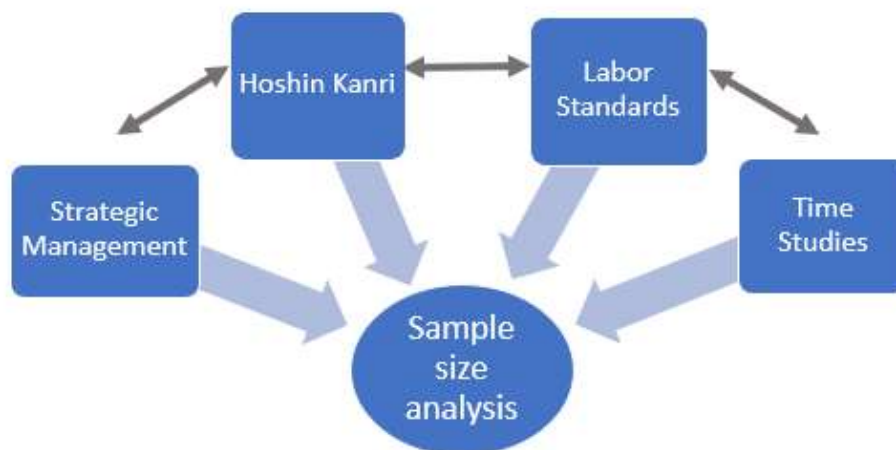 Hoshin Kanri
Labor
Standards
Strategic
Management
Time
Studies
Sample
size
analysis